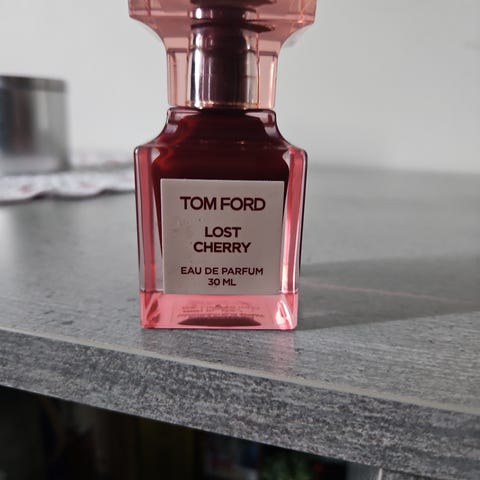 TOM FORD
LOST
CHERRY
EAU DE PARFUM
30 ML